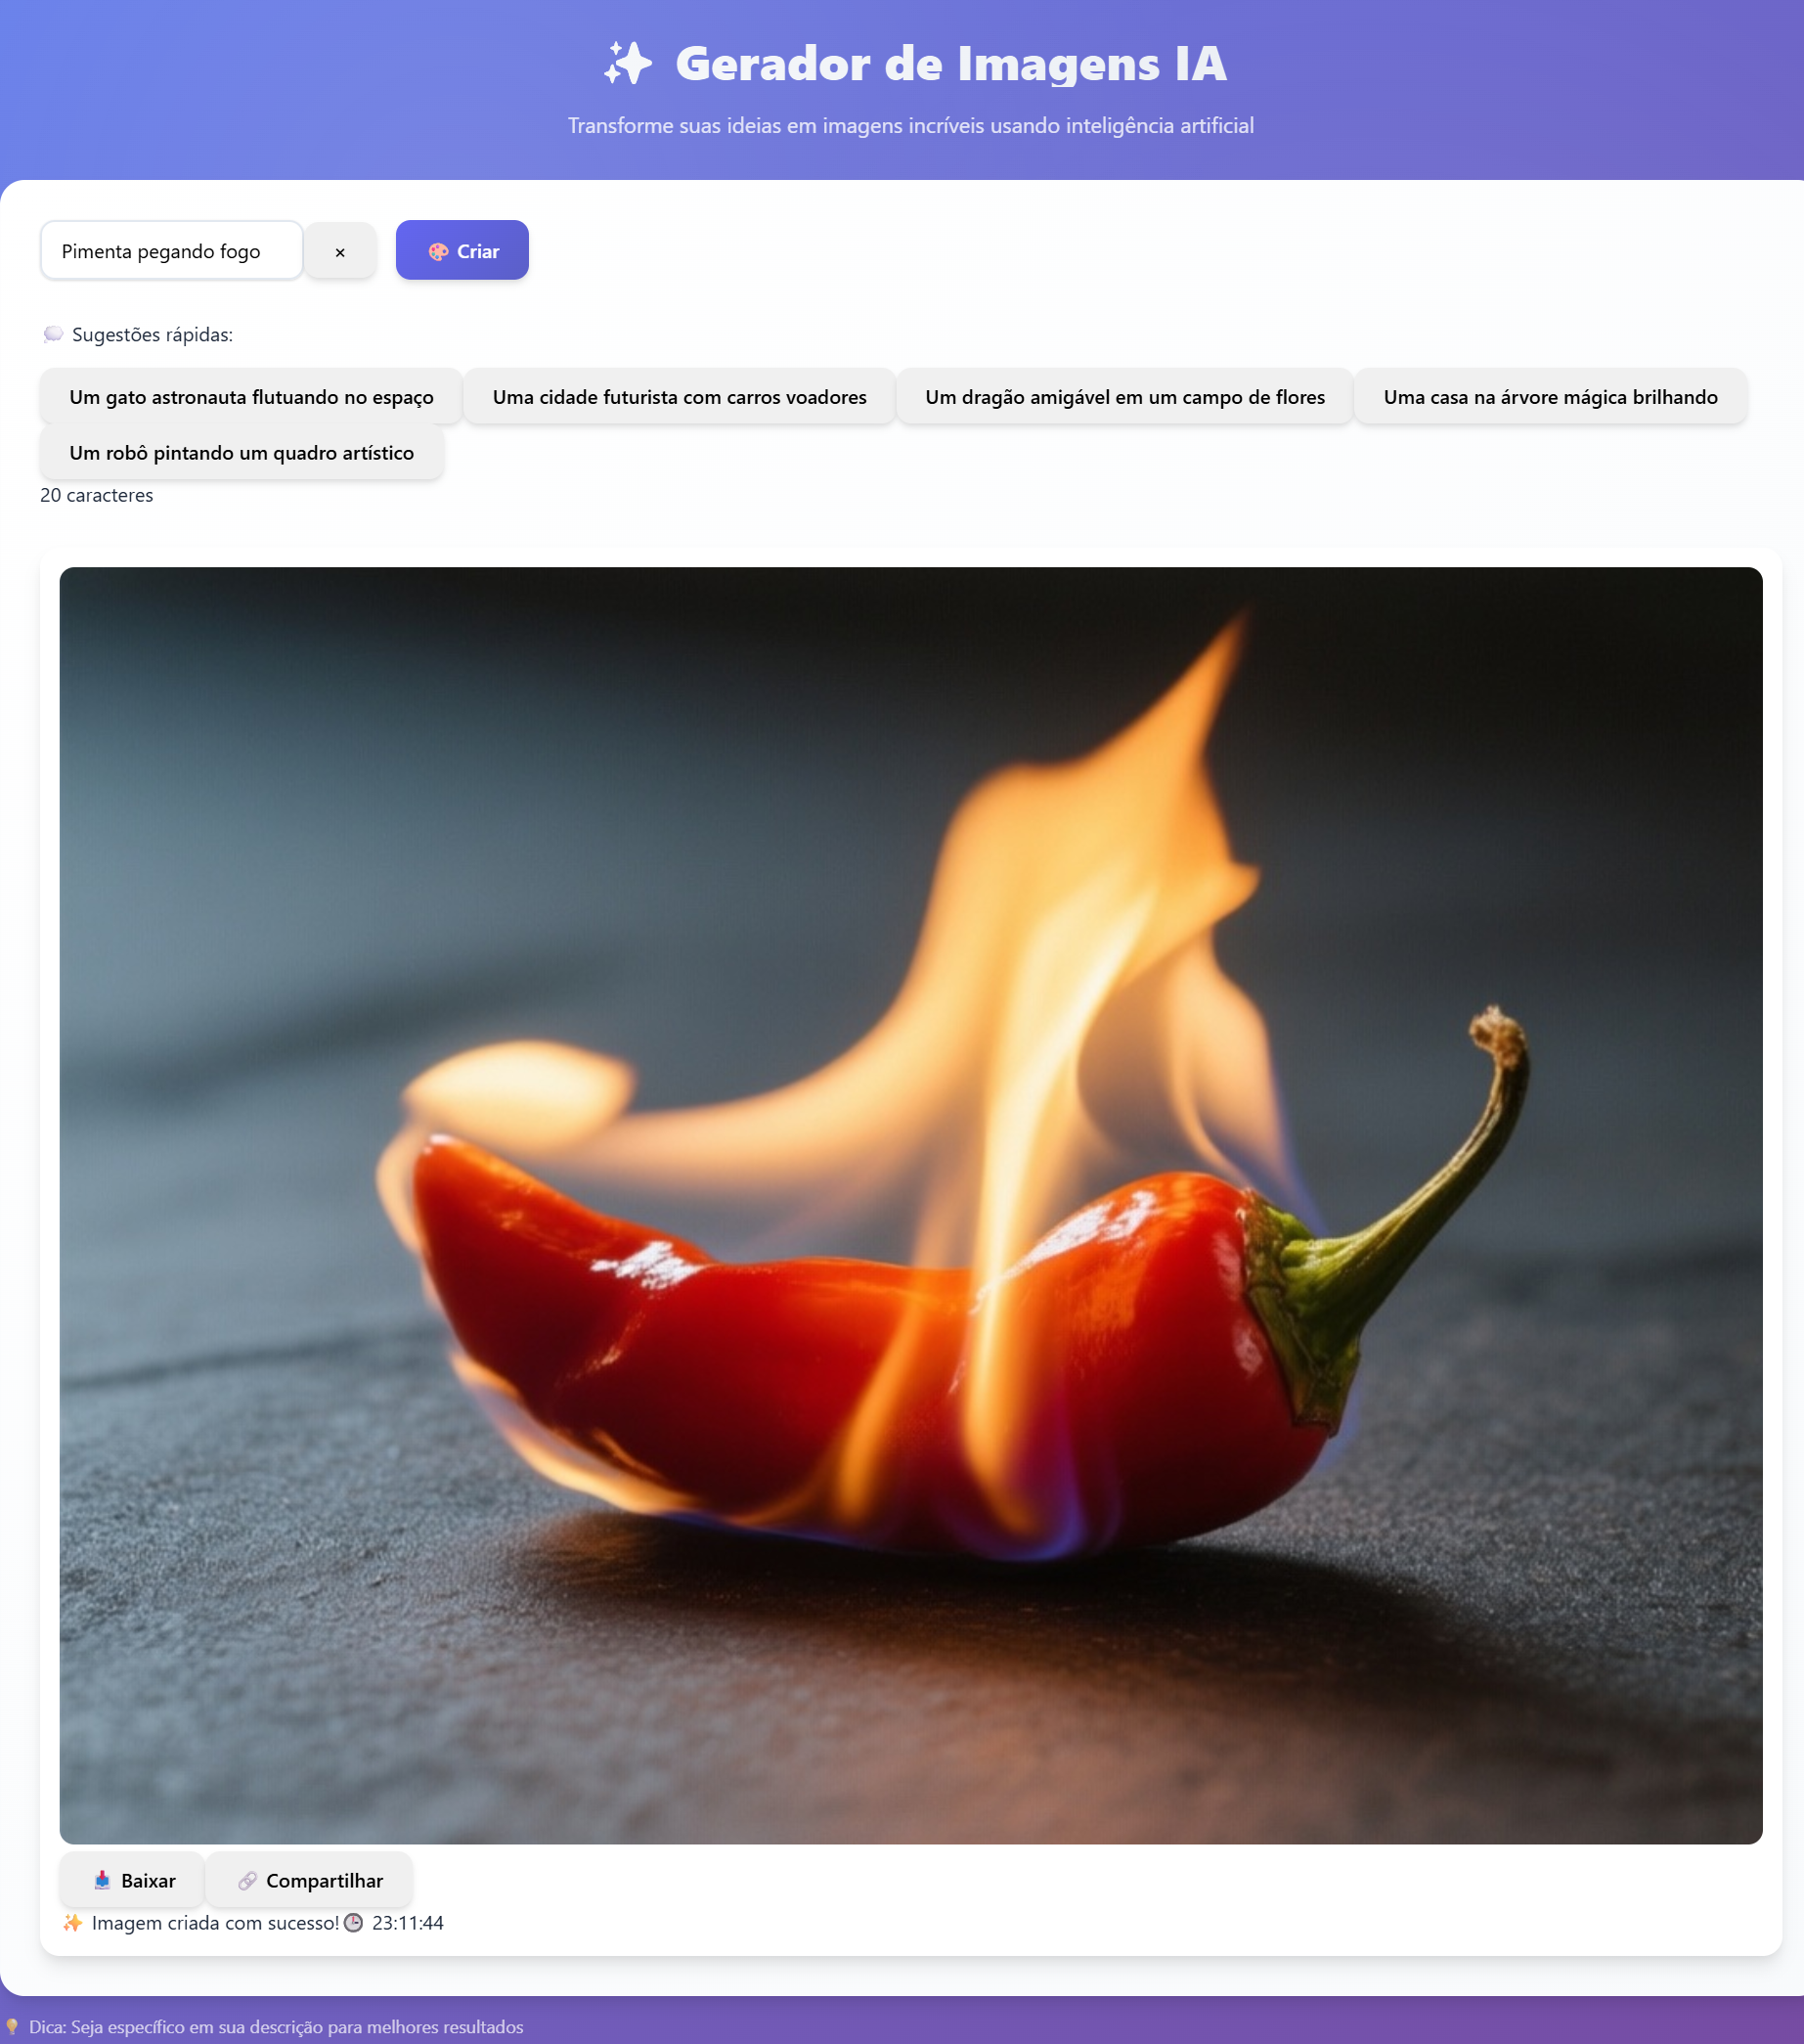 ✨ Gerador de Imagens IA
Transforme suas ideias em imagens incríveis usando inteligência artificial
Pimenta pegando fogo × 🎨 Criar
💭 Sugestões rápidas:
Um gato astronauta flutuando no espaço Uma cidade futurista com carros voadores Um dragão amigável em um campo de flores Uma casa na árvore mágica brilhando
Um robô pintando um quadro artístico
20 caracteres
📥 Baixar 🔗 Compartilhar
✨ Imagem criada com sucesso! 🕒 23:11:44
💡 Dica: Seja específico em sua descrição para melhores resultados